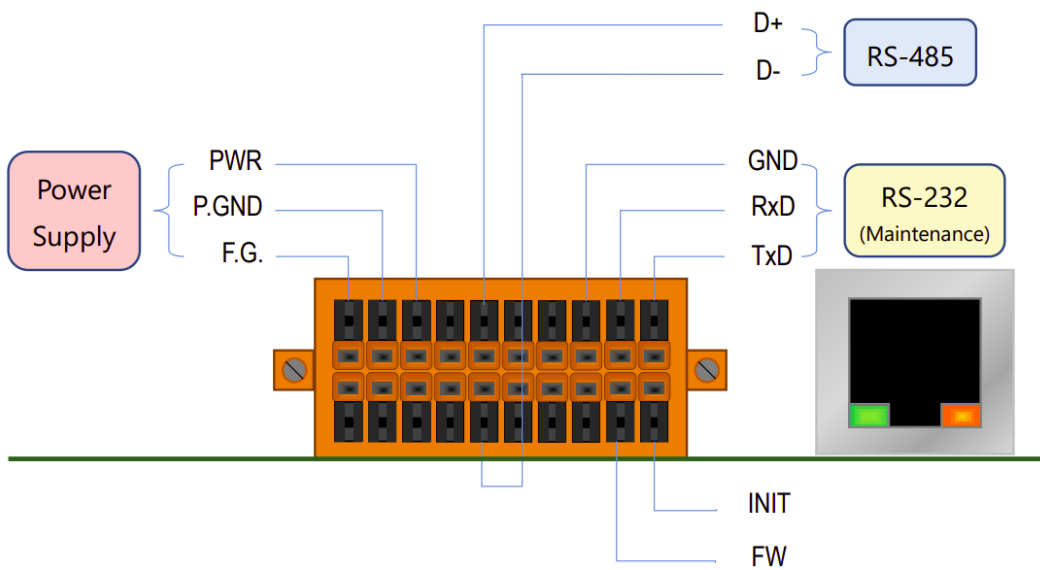 D+
D-
RS-485
Power
Supply
PWR
P.GND
F.G.
GND
RxD
TxD
RS-232
(Maintenance)
INIT
FW